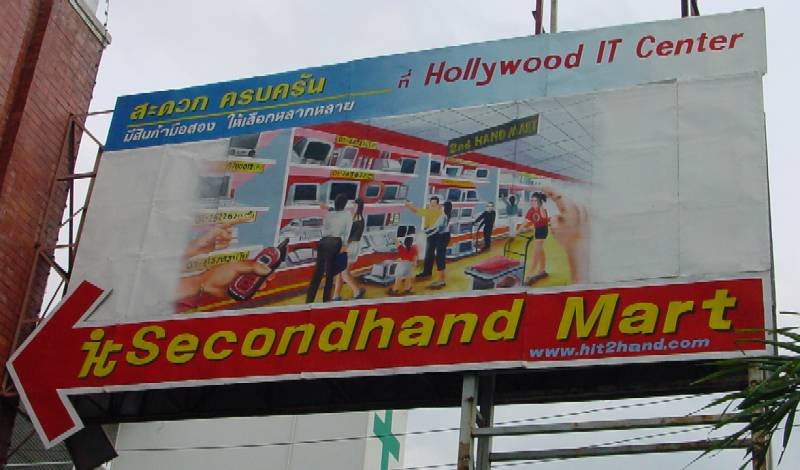 สะดวก ครบครัน ที่ Hollywood IT Center
มีสินค้ามือสอง ให้เลือกหลากหลาย
2nd HAND MART
it Secondhand Mart
www.hit2hand.com